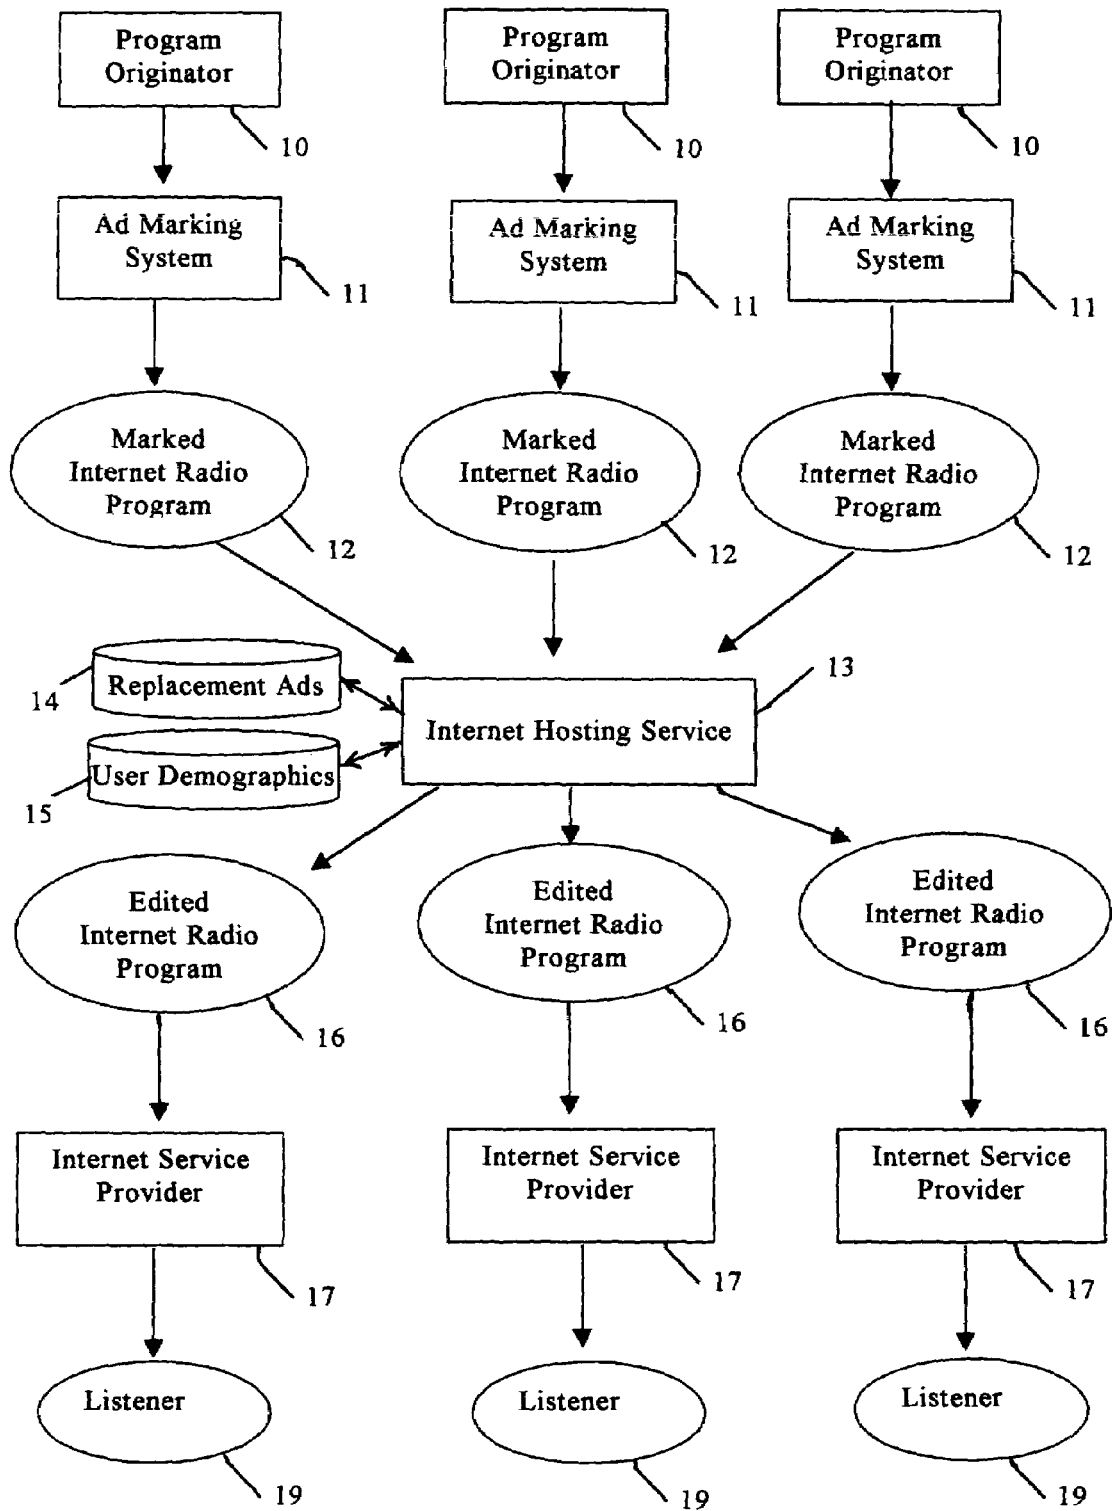 Program
Originator
10
Program
Originator
10
Program
Originator
10
Ad Marking
System
11
Ad Marking
System
11
Ad Marking
System
11
Marked
Internet Radio
Program
12
Marked
Internet Radio
Program
12
Marked
Internet Radio
Program
12
Replacement Ads
14
User Demographics
15
Internet Hosting Service
13
Edited
Internet Radio
Program
16
Edited
Internet Radio
Program
16
Edited
Internet Radio
Program
16
Internet Service
Provider
17
Internet Service
Provider
17
Internet Service
Provider
17
Listener
19
Listener
19
Listener
19